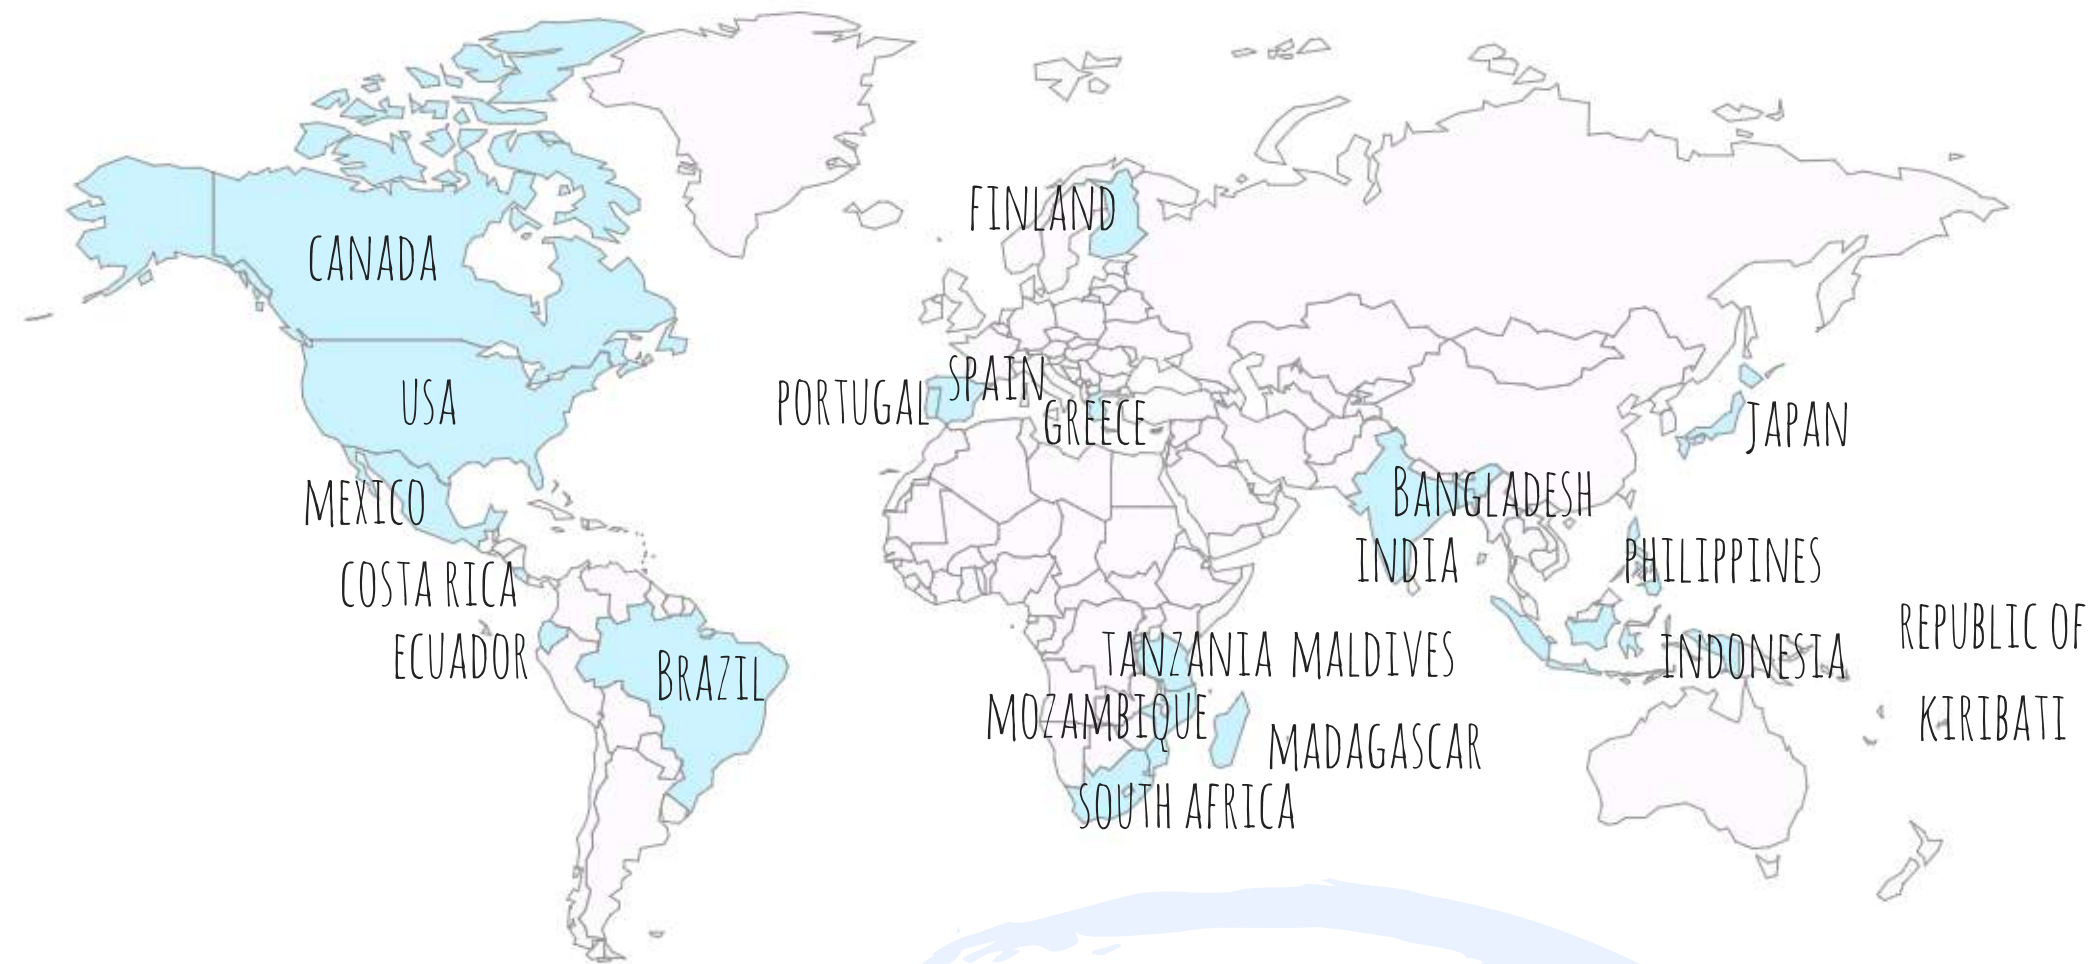 FINLAND
CANADA
SPAIN
USA
PORTUGAL
GREECE
JAPAN
MEXICO
BANGLADESH
COSTA RICA
INDIA
PHILIPPINES
ECUADOR
BRAZIL
TANZANIA
MALDIVES
INDONESIA
REPUBLIC OF
KIRIBATI
MOZAMBIQUE
MADAGASCAR
SOUTH AFRICA